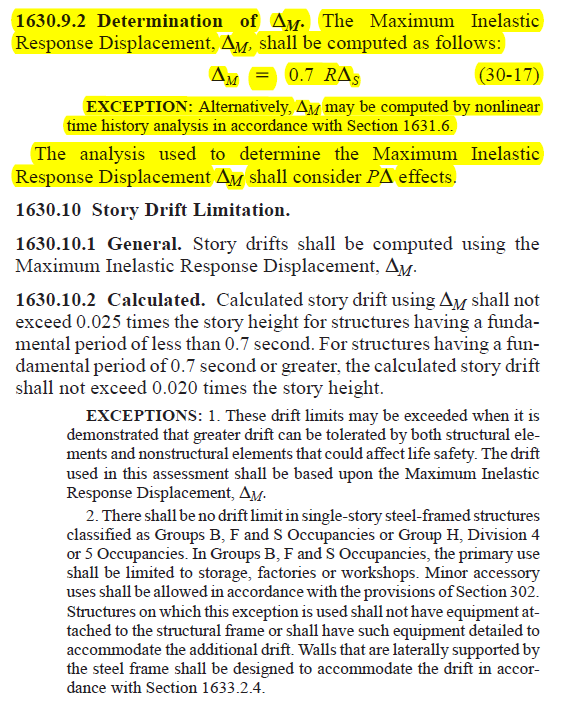 1630.9.2 Determination of ΔM. The Maximum Inelastic
Response Displacement, ΔM, shall be computed as follows:
ΔM = 0.7 RΔS (30-17)
EXCEPTION: Alternatively, ΔM may be computed by nonlinear
time history analysis in accordance with Section 1631.6.
The analysis used to determine the Maximum Inelastic
Response Displacement ΔM shall consider PΔ effects.
1630.10 Story Drift Limitation.
1630.10.1 General. Story drifts shall be computed using the
Maximum Inelastic Response Displacement, ΔM.
1630.10.2 Calculated. Calculated story drift using ΔM shall not
exceed 0.025 times the story height for structures having a funda-
mental period of less than 0.7 second. For structures having a fun-
damental period of 0.7 second or greater, the calculated story drift
shall not exceed 0.020 times the story height.
EXCEPTIONS: 1. These drift limits may be exceeded when it is
demonstrated that greater drift can be tolerated by both structural ele-
ments and nonstructural elements that could affect life safety. The drift
used in this assessment shall be based upon the Maximum Inelastic
Response Displacement, ΔM.
2. There shall be no drift limit in single-story steel-framed structures
classified as Groups B, F and S Occupancies or Group H, Division 4
or 5 Occupancies. In Groups B, F and S Occupancies, the primary use
shall be limited to storage, factories or workshops. Minor accessory
uses shall be allowed in accordance with the provisions of Section 302.
Structures on which this exception is used shall not have equipment at-
tached to the structural frame or shall have such equipment detailed to
accommodate the additional drift. Walls that are laterally supported by
the steel frame shall be designed to accommodate the drift in accor-
dance with Section 1633.2.4.